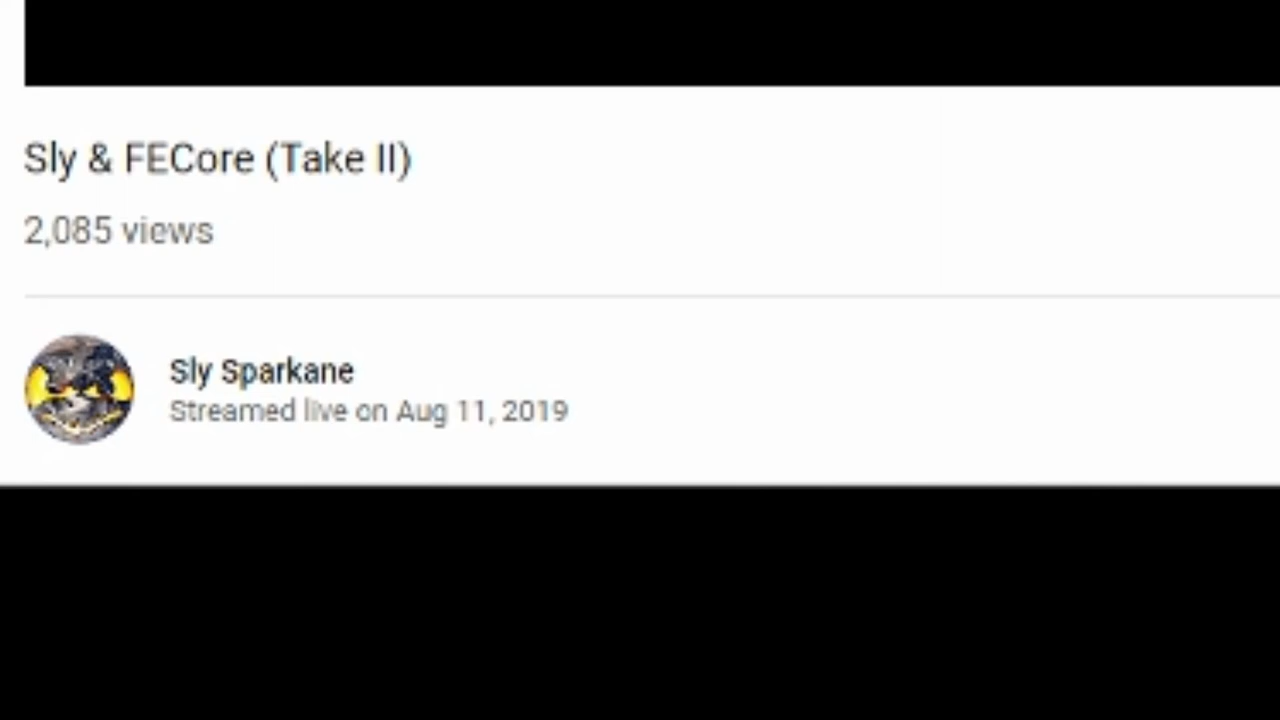 Sly & FECore (Take II)
2,085 views
Sly Sparkane
Streamed live on Aug 11, 2019